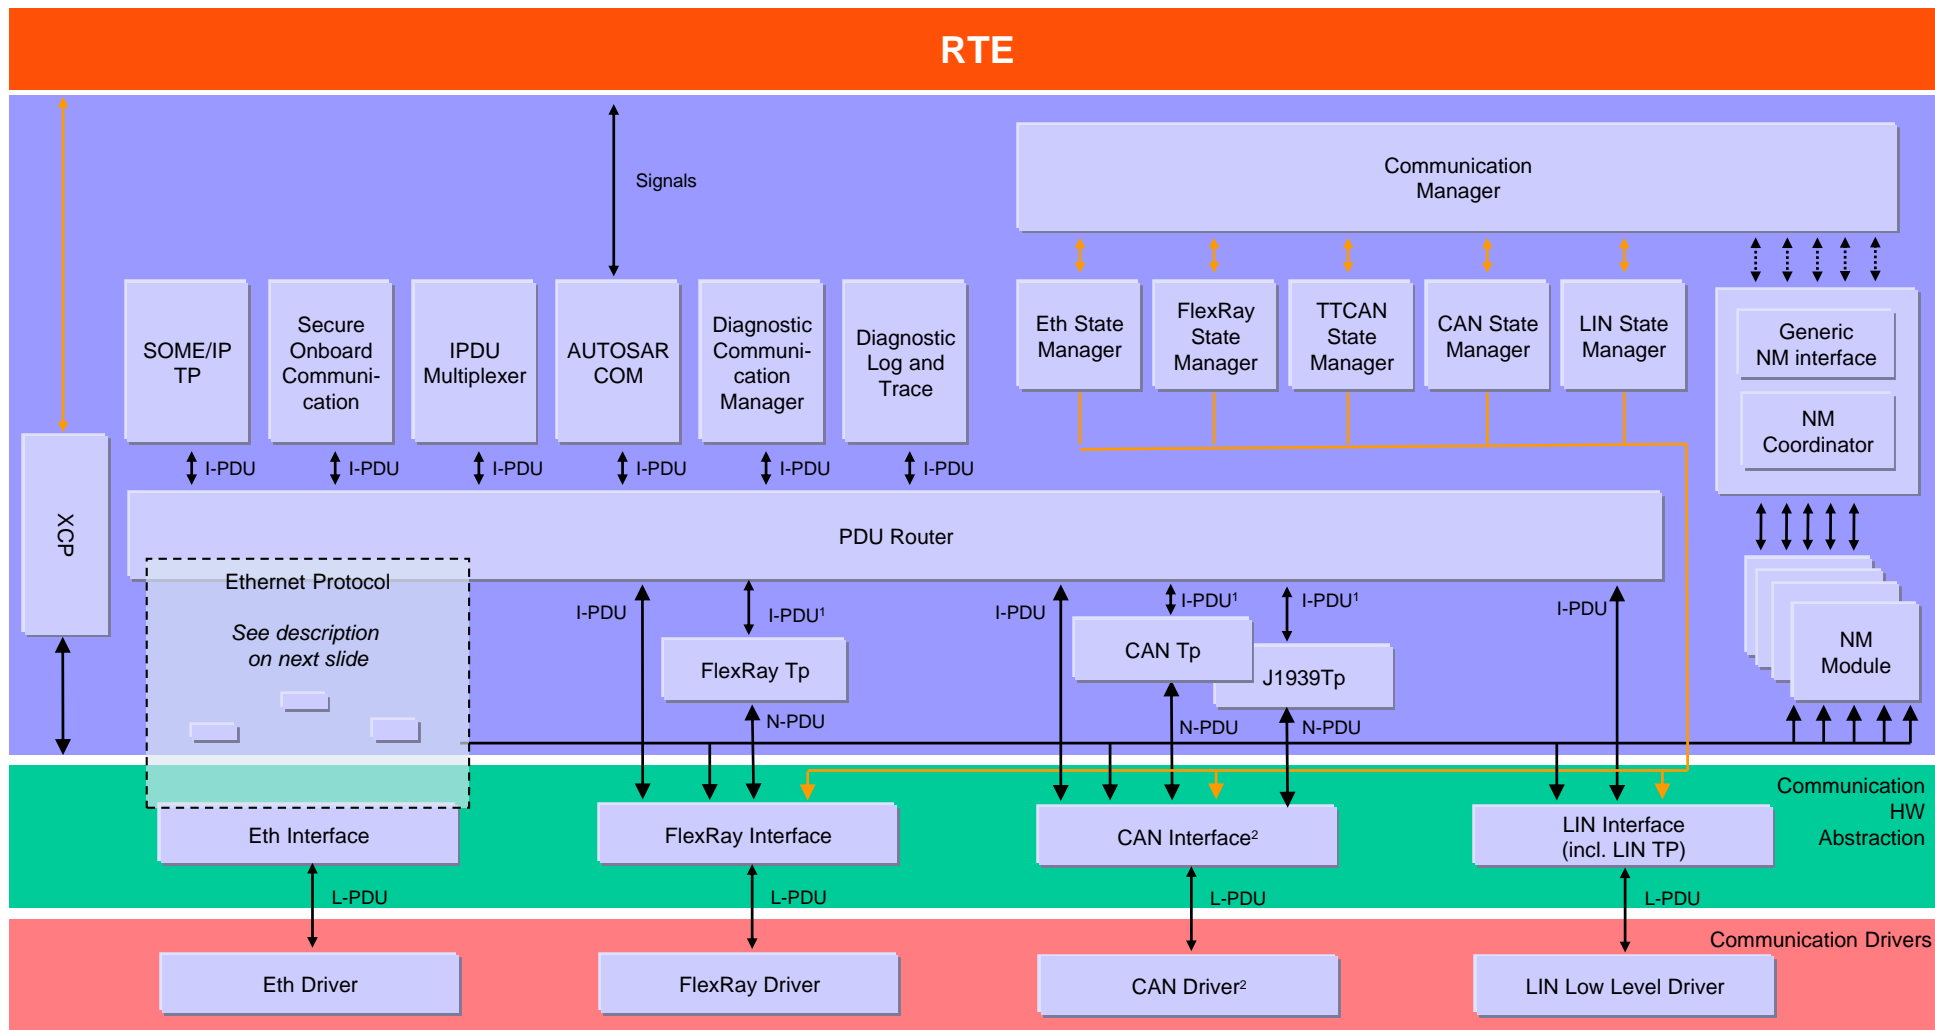 RTE
Signals
Communication
Manager
SOME/IP
TP
Secure
Onboard
Communi-
cation
IPDU
Multiplexer
AUTOSAR
COM
Diagnostic
Communi-
cation
Manager
Diagnostic
Log and
Trace
Eth State
Manager
FlexRay
State
Manager
TTCAN
State
Manager
CAN State
Manager
LIN State
Manager
Generic
NM interface
NM
Coordinator
I-PDU
I-PDU
I-PDU
I-PDU
I-PDU
I-PDU
XCP
PDU Router
Ethernet Protocol
See description
on next slide
I-PDU
I-PDU¹
I-PDU
I-PDU¹
I-PDU¹
I-PDU
FlexRay Tp
CAN Tp
J1939Tp
NM
Module
N-PDU
N-PDU
N-PDU
Communication
HW
Abstraction
Eth Interface
FlexRay Interface
CAN Interface²
LIN Interface
(incl. LIN TP)
L-PDU
L-PDU
L-PDU
L-PDU
Communication Drivers
Eth Driver
FlexRay Driver
CAN Driver²
LIN Low Level Driver